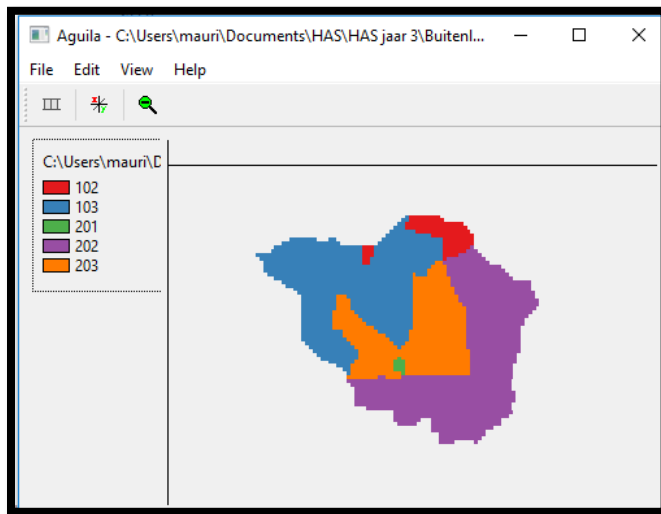 Aguila - C:\Users\mauri\Documents\HAS\HAS jaar 3\Buitenl...
File Edit View Help
C:\Users\mauri\D
102
103
201
202
203